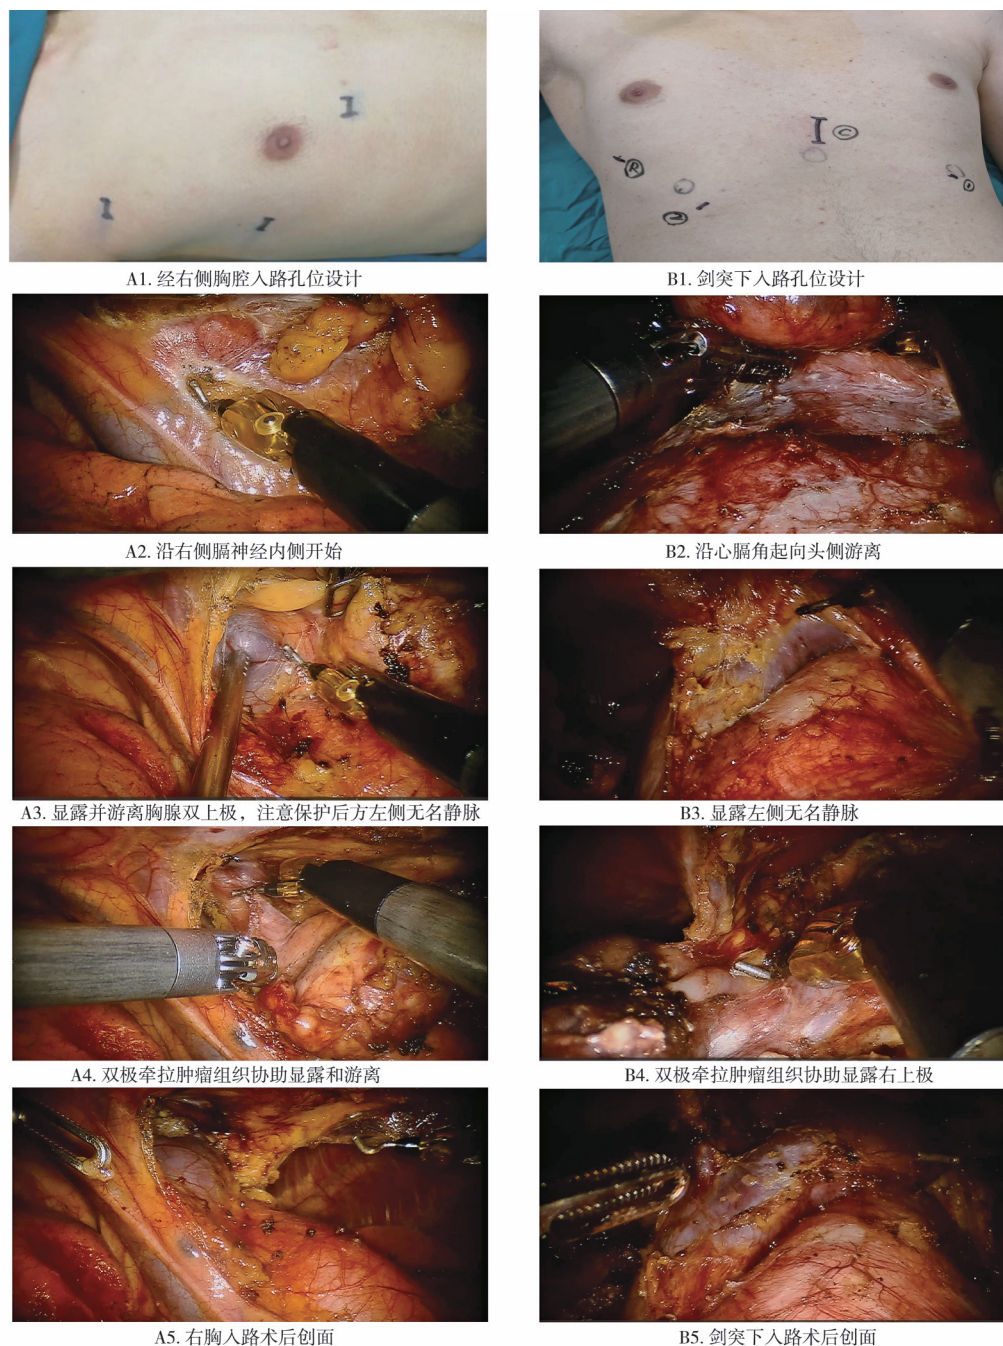 I
I
I
I C
R
2
1
A1. 经右侧胸腔入路孔位设计
B1. 剑突下入路孔位设计
A2. 沿右侧膈神经内侧开始
B2. 沿心膈角起向头侧游离
A3. 显露并游离胸腺双上极，注意保护后方左侧无名静脉
B3. 显露左侧无名静脉
A4. 双极牵拉肿瘤组织协助显露和游离
B4. 双极牵拉肿瘤组织协助显露右上极
A5. 右胸入路术后创面
B5. 剑突下入路术后创面